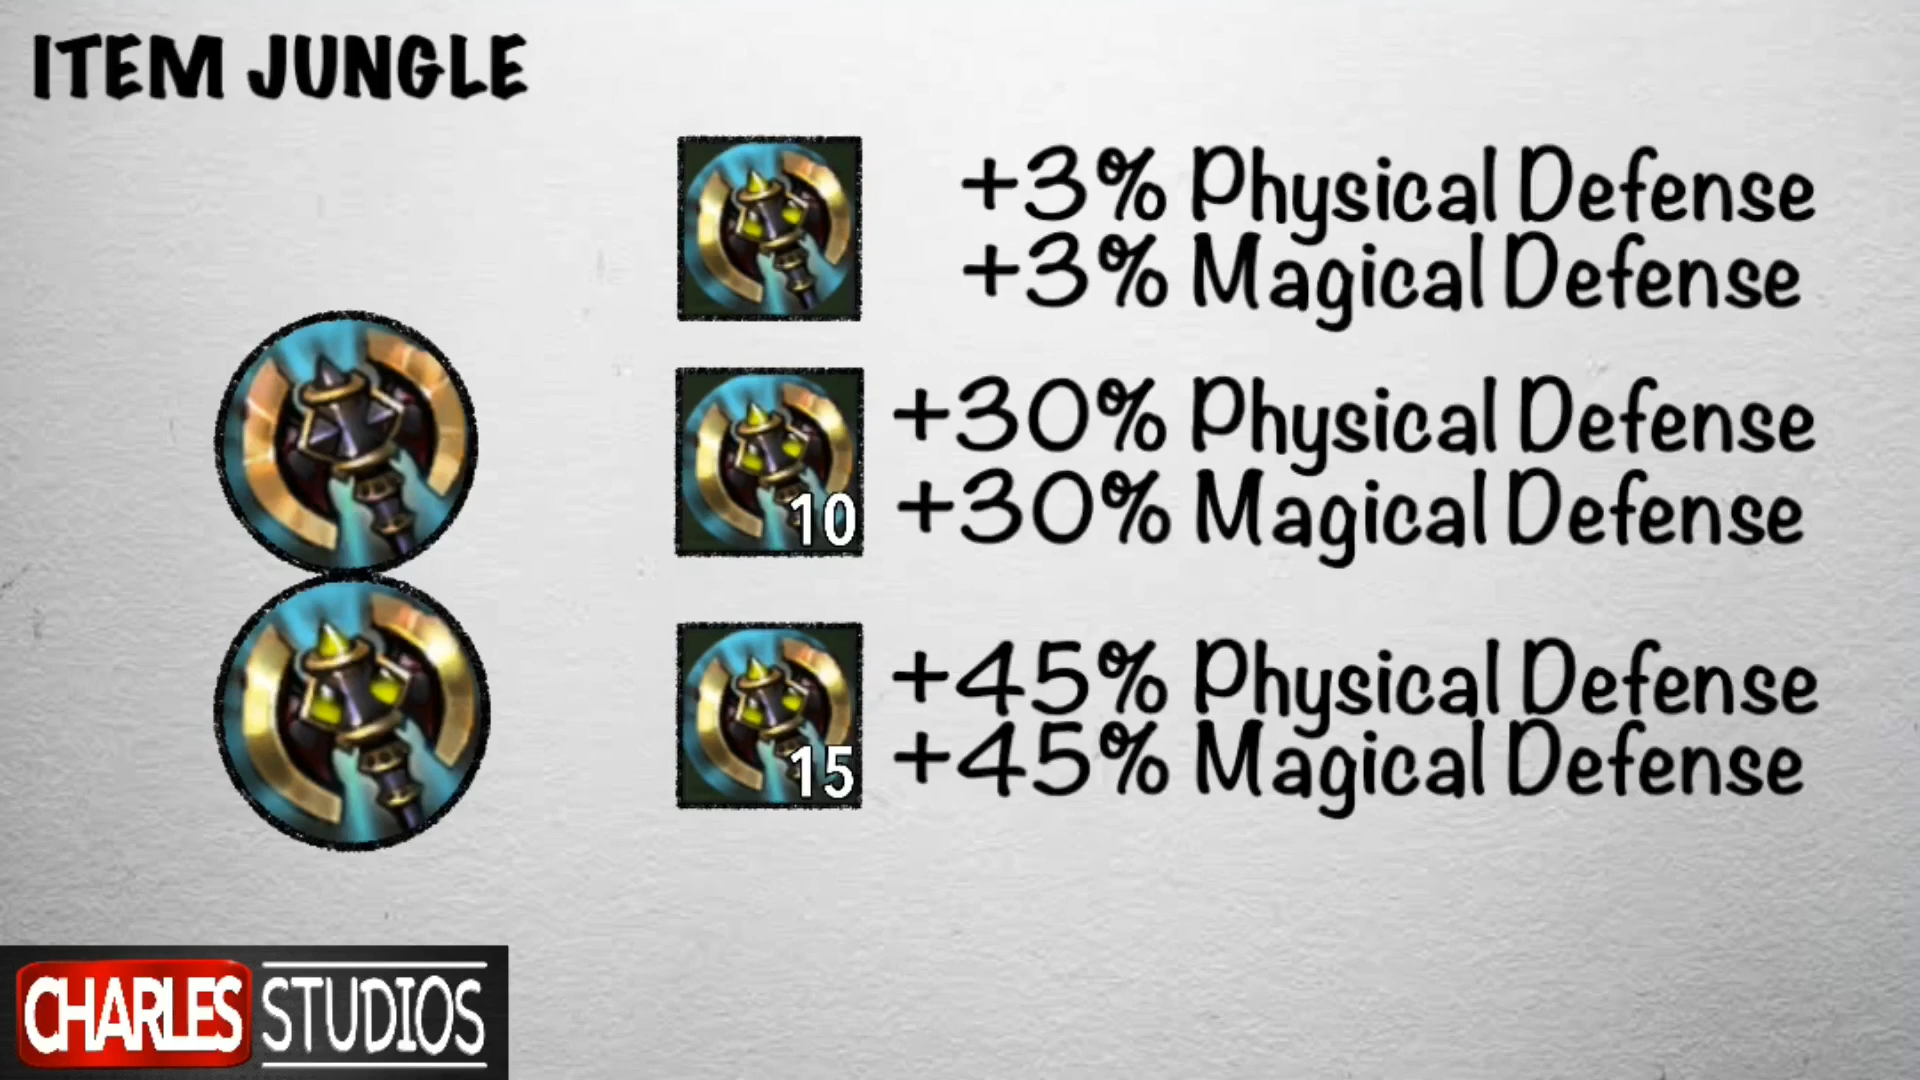 ITEM JUNGLE
+3% Physical Defense
+3% Magical Defense
+30% Physical Defense
10
+30% Magical Defense
+45% Physical Defense
15
+45% Magical Defense
CHARLES STUDIOS